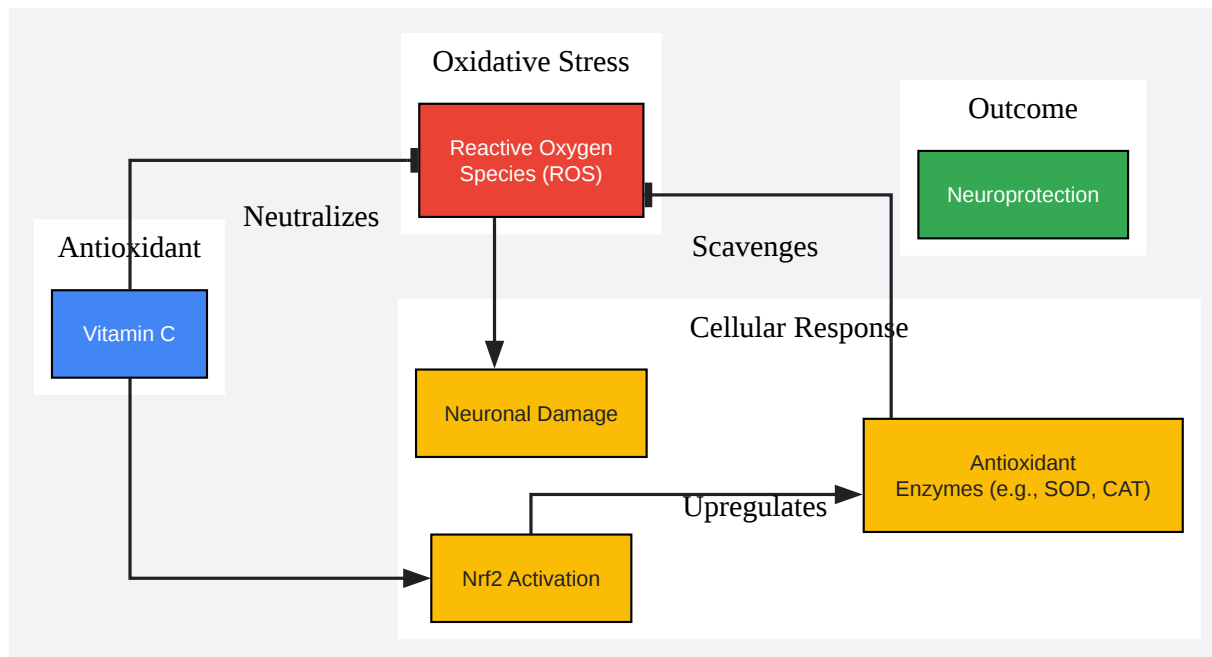 Oxidative Stress
Reactive Oxygen
Species (ROS)
Outcome
Neuroprotection
Neutralizes
Scavenges
Antioxidant
Vitamin C
Cellular Response
Neuronal Damage
Antioxidant
Enzymes (e.g., SOD, CAT)
Upregulates
Nrf2 Activation